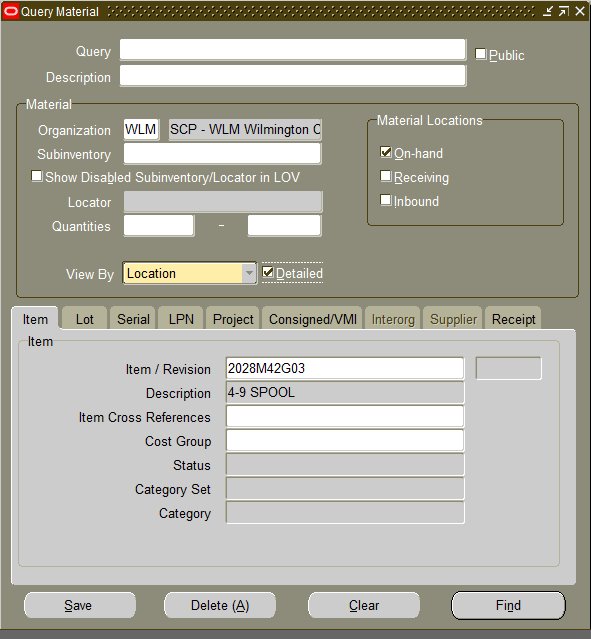 Query Material
Query
Public
Description
Material
Organization WLM SCP - WLM Wilmington C
Subinventory
Show Disabled Subinventory/Locator in LOV
Locator
Quantities -
View By Location Detailed
Material Locations
On-hand
Receiving
Inbound
Item Lot Serial LPN Project Consigned/VMI Interorg Supplier Receipt
Item
Item / Revision 2028M42G03
Description 4-9 SPOOL
Item Cross References
Cost Group
Status
Category Set
Category
Save Delete (A) Clear Find